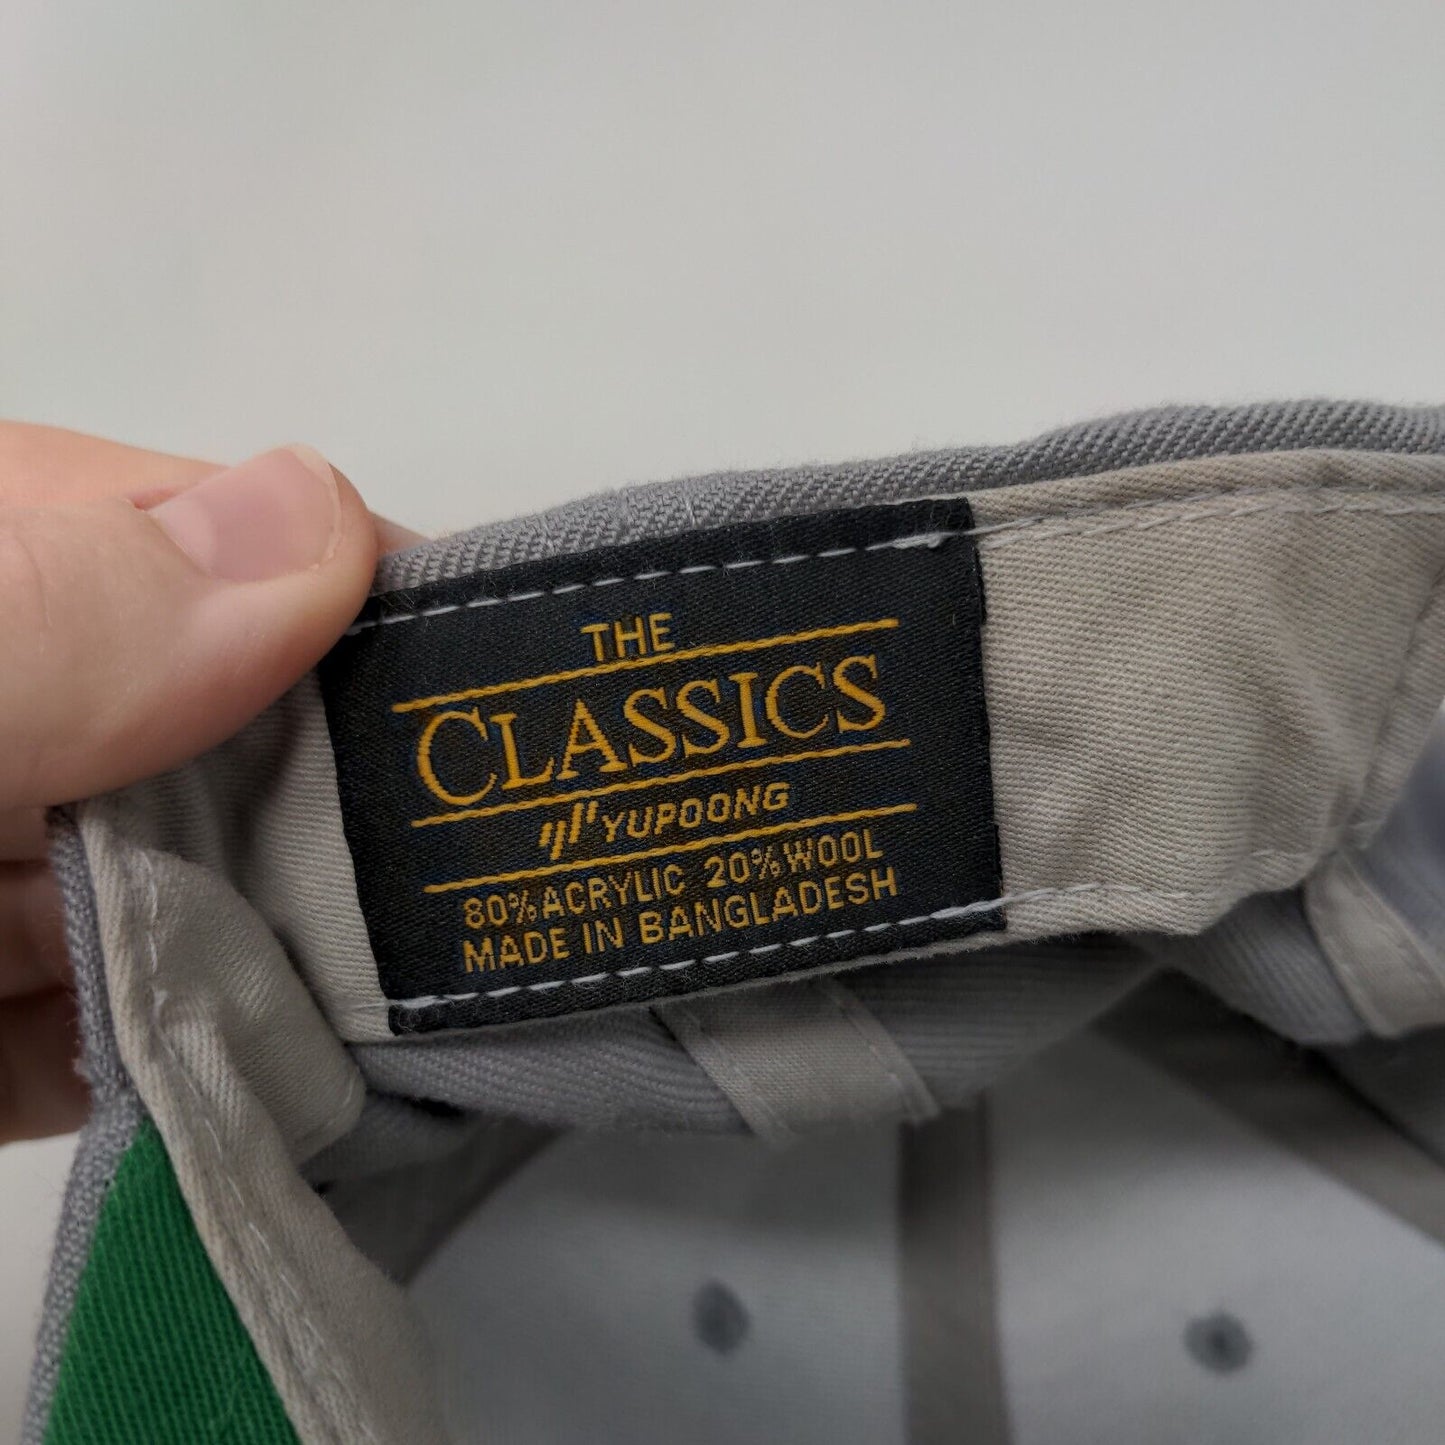 THE
CLASSICS
YUPOONG
80% ACRYLIC 20% WOOL
MADE IN BANGLADESH